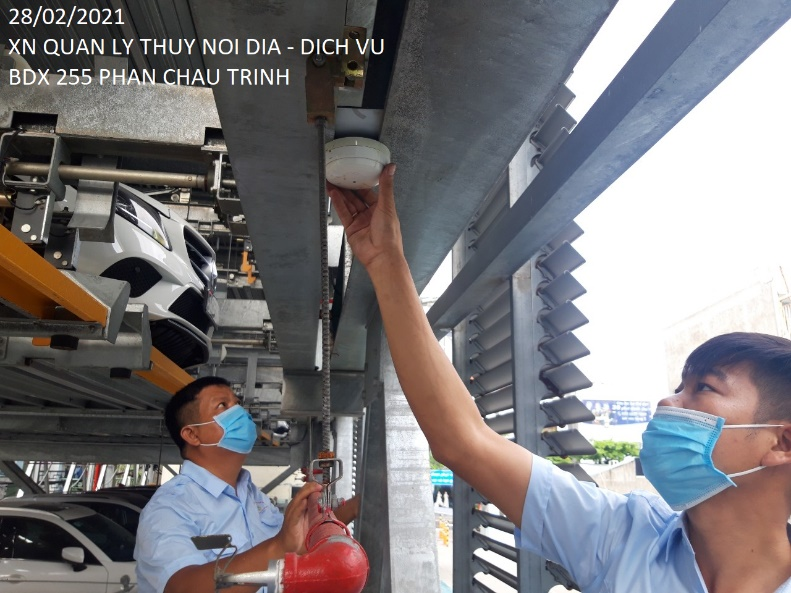 28/02/2021
XN QUAN LY THUY NOI DIA - DICH VU
BDX 255 PHAN CHAU TRINH